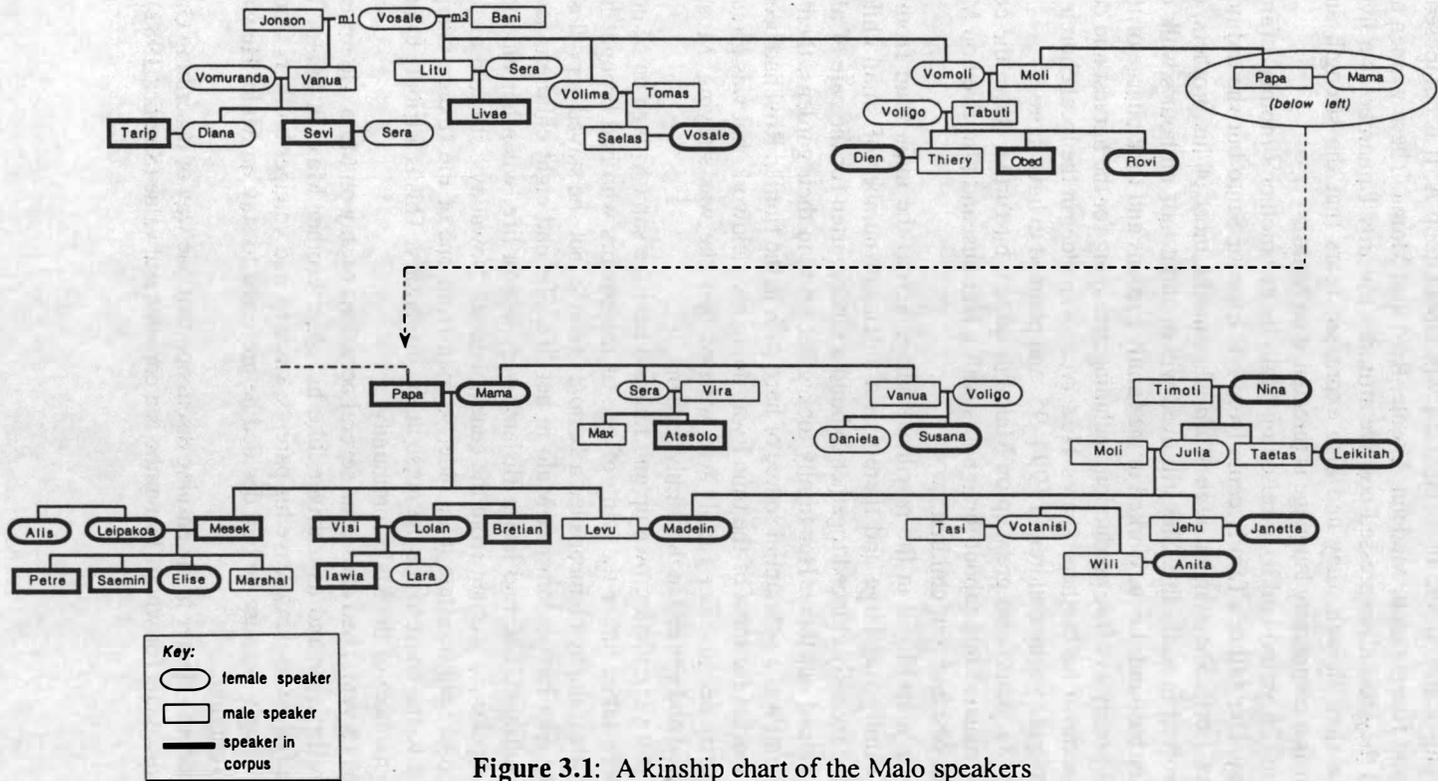 Jonson m1 Vosale m3 Bani
Vomuranda Vanua Litu Sera Vomoli Moli Papa Mama
(below left)
Volima Tomas Voligo Tabuti
Livae
Tarip Diana Sevi Sera Saelas Vosale
Dien Thiery Obed Rovi
Papa Mama Sera Vira Vanua Voligo Timoti Nina
Max Atesolo Daniela Susana
Moli Julia Taetas Leikitah
Alis Leipakoa Mesek Visi Lolan Bretian Levu Madelin Tasi Votanisi Jehu Janette
Petre Saemin Elise Marshal Iawia Lara Wili Anita
Key:
female speaker
male speaker
speaker in
corpus
Figure 3.1: A kinship chart of the Malo speakers